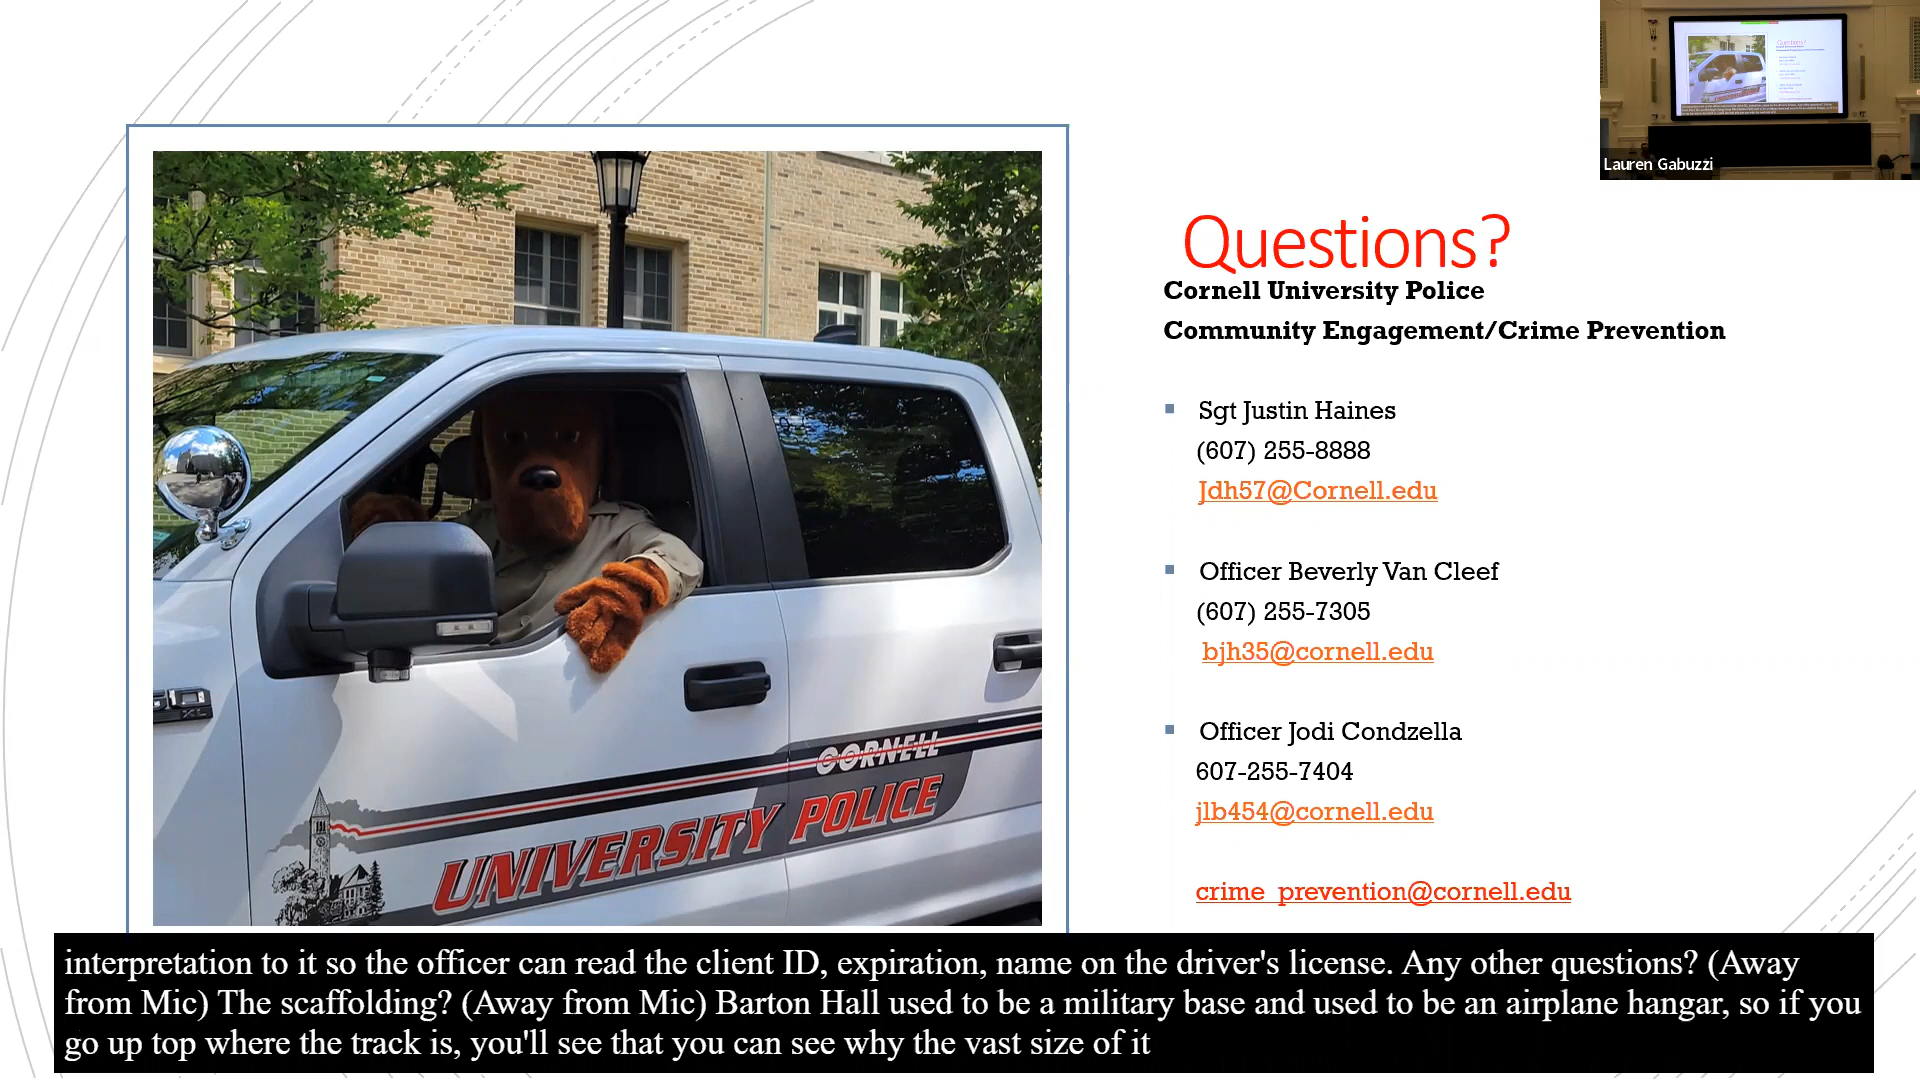 Lauren Gabuzzi
Questions?
Cornell University Police
Community Engagement/Crime Prevention
Sgt Justin Haines
(607) 255-8888
Jdh57@Cornell.edu
Officer Beverly Van Cleef
(607) 255-7305
bjh35@cornell.edu
Officer Jodi Condzella
607-255-7404
jlb454@cornell.edu
crime_prevention@cornell.edu
XL
CORNELL
UNIVERSITY POLICE
interpretation to it so the officer can read the client ID, expiration, name on the driver's license. Any other questions? (Away
from Mic) The scaffolding? (Away from Mic) Barton Hall used to be a military base and used to be an airplane hangar, so if you
go up top where the track is, you'll see that you can see why the vast size of it